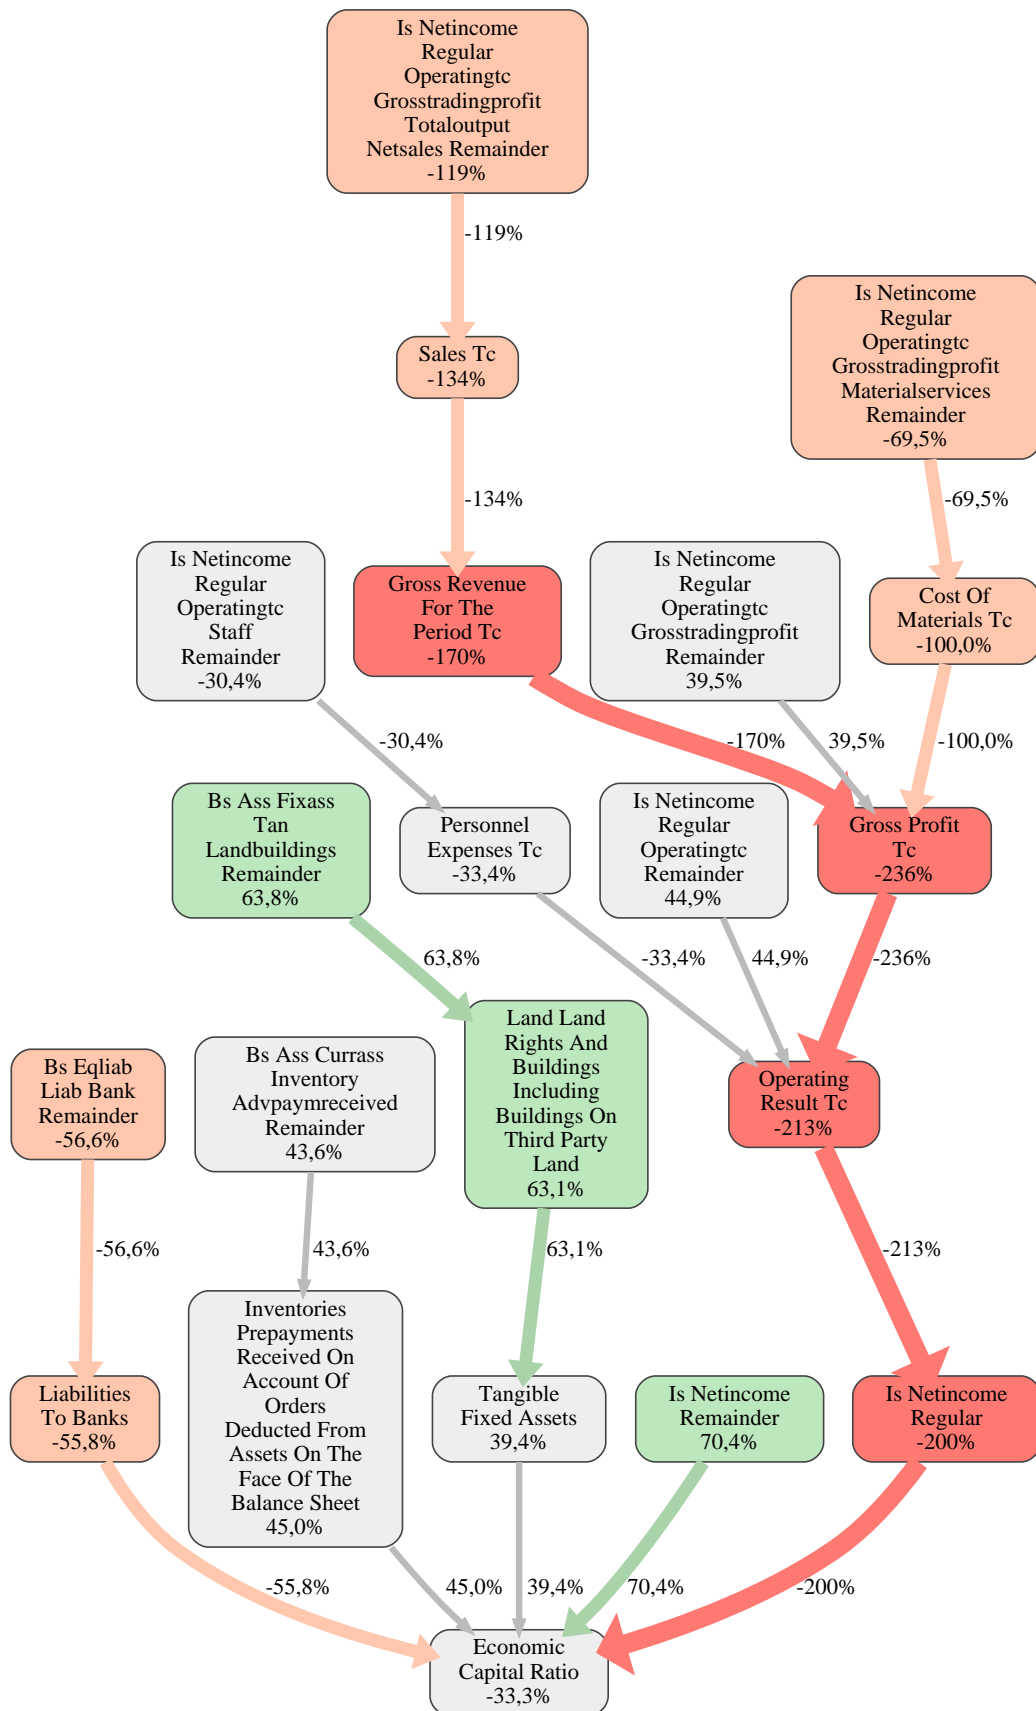 Is Netincome
Regular
Operatingtc
Grosstradingprofit
Totaloutput
Netsales Remainder
-119%
-119%
Is Netincome
Regular
Operatingtc
Grosstradingprofit
Materialservices
Remainder
-69,5%
Sales Tc
-134%
-69,5%
-134%
Is Netincome
Regular
Operatingtc
Staff
Remainder
-30,4%
Gross Revenue
For The
Period Tc
-170%
Is Netincome
Regular
Operatingtc
Grosstradingprofit
Remainder
39,5%
Cost Of
Materials Tc
-100,0%
-30,4%
-170%
39,5%
-100,0%
Bs Ass Fixass
Tan
Landbuildings
Remainder
63,8%
Personnel
Expenses Tc
-33,4%
Is Netincome
Regular
Operatingtc
Remainder
44,9%
Gross Profit
Tc
-236%
63,8%
-33,4%
44,9%
-236%
Bs Eqliab
Liab Bank
Remainder
-56,6%
Bs Ass Currass
Inventory
Advpaymreceived
Remainder
43,6%
Land Land
Rights And
Buildings
Including
Buildings On
Third Party
Land
63,1%
Operating
Result Tc
-213%
-56,6%
43,6%
63,1%
-213%
Liabilities
To Banks
-55,8%
Inventories
Prepayments
Received On
Account Of
Orders
Deducted From
Assets On The
Face Of The
Balance Sheet
45,0%
Tangible
Fixed Assets
39,4%
Is Netincome
Remainder
70,4%
Is Netincome
Regular
-200%
-55,8%
45,0%
39,4%
70,4%
-200%
Economic
Capital Ratio
-33,3%